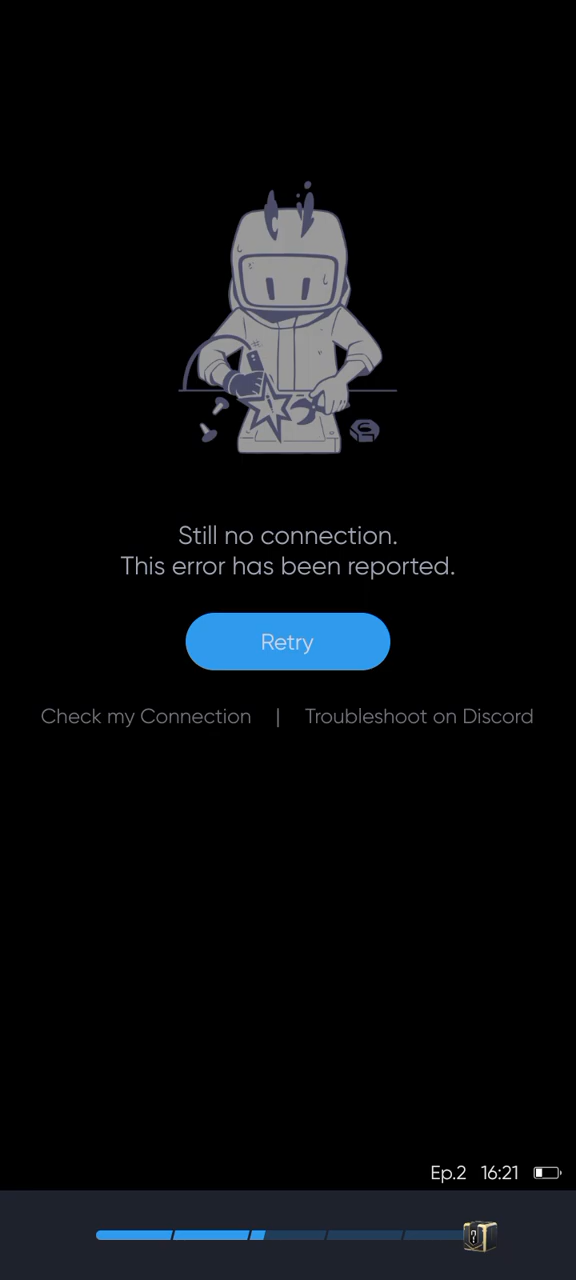 Still no connection.
This error has been reported.
Retry
Check my Connection | Troubleshoot on Discord
Ep.2 16:21
?